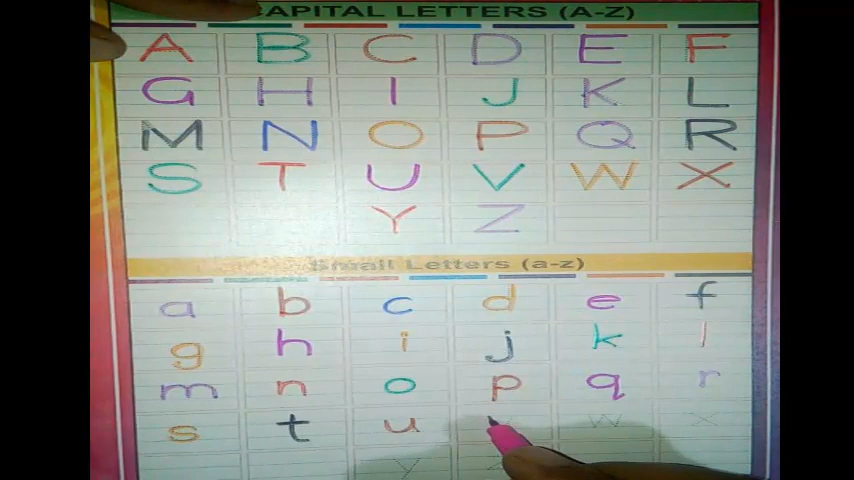 CAPITAL LETTERS (A-Z)
A B C D E F
G H I J K L
M N O P Q R
S T U V W X
Y Z
Small Letters (a-z)
a b c d e f
g h i j k l
m n o p q r
s t u v w x
y z